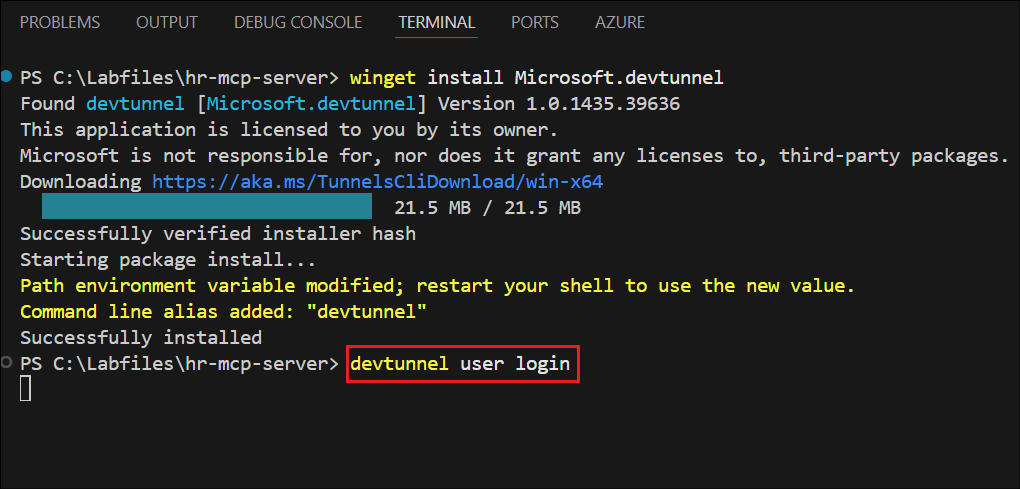 PROBLEMS OUTPUT DEBUG CONSOLE TERMINAL PORTS AZURE
PS C:\Labfiles\hr-mcp-server> winget install Microsoft.devtunnel
Found devtunnel [Microsoft.devtunnel] Version 1.0.1435.39636
This application is licensed to you by its owner.
Microsoft is not responsible for, nor does it grant any licenses to, third-party packages.
Downloading https://aka.ms/TunnelsCliDownload/win-x64
21.5 MB / 21.5 MB
Successfully verified installer hash
Starting package install...
Path environment variable modified; restart your shell to use the new value.
Command line alias added: "devtunnel"
Successfully installed
PS C:\Labfiles\hr-mcp-server> devtunnel user login